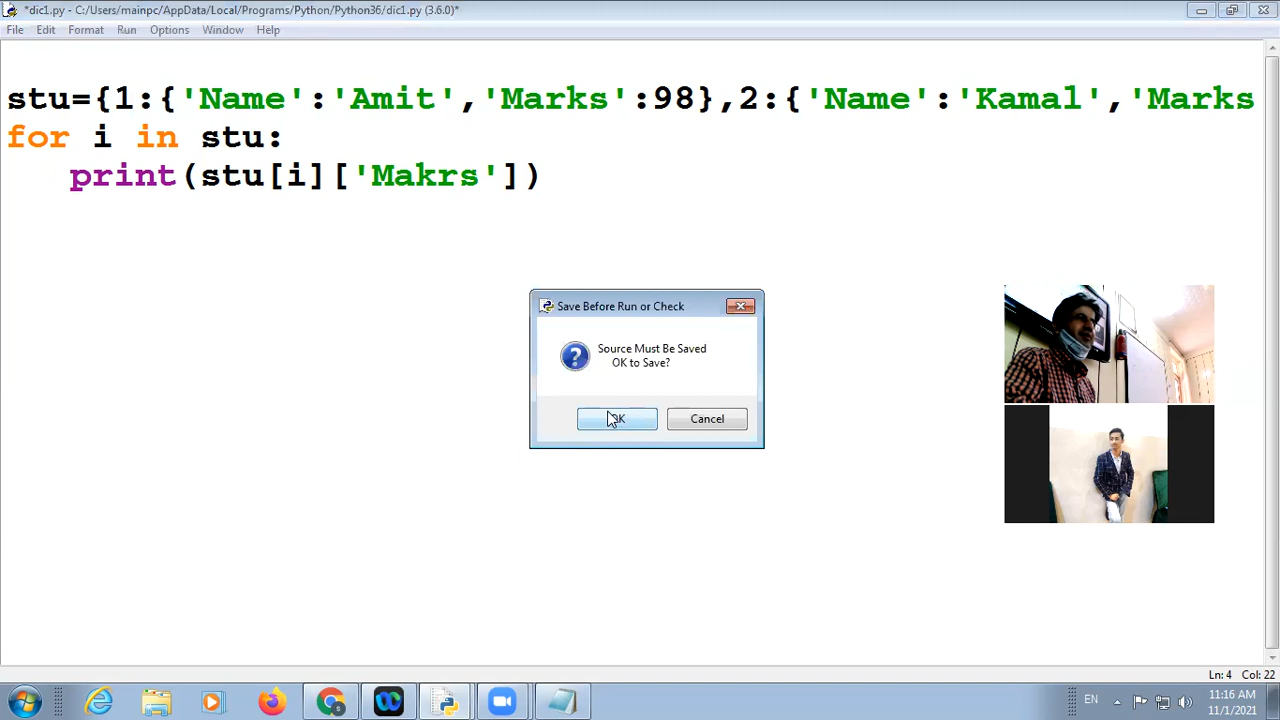 *dic1.py - C:/Users/mainpc/AppData/Local/Programs/Python/Python36/dic1.py (3.6.0)*
File Edit Format Run Options Window Help
stu={1:{'Name':'Amit','Marks':98},2:{'Name':'Kamal','Marks
for i in stu:
print(stu[i]['Makrs'])
Save Before Run or Check
Source Must Be Saved
OK to Save?
OK Cancel
Ln: 4 Col: 22
EN
11:16 AM
11/1/2021